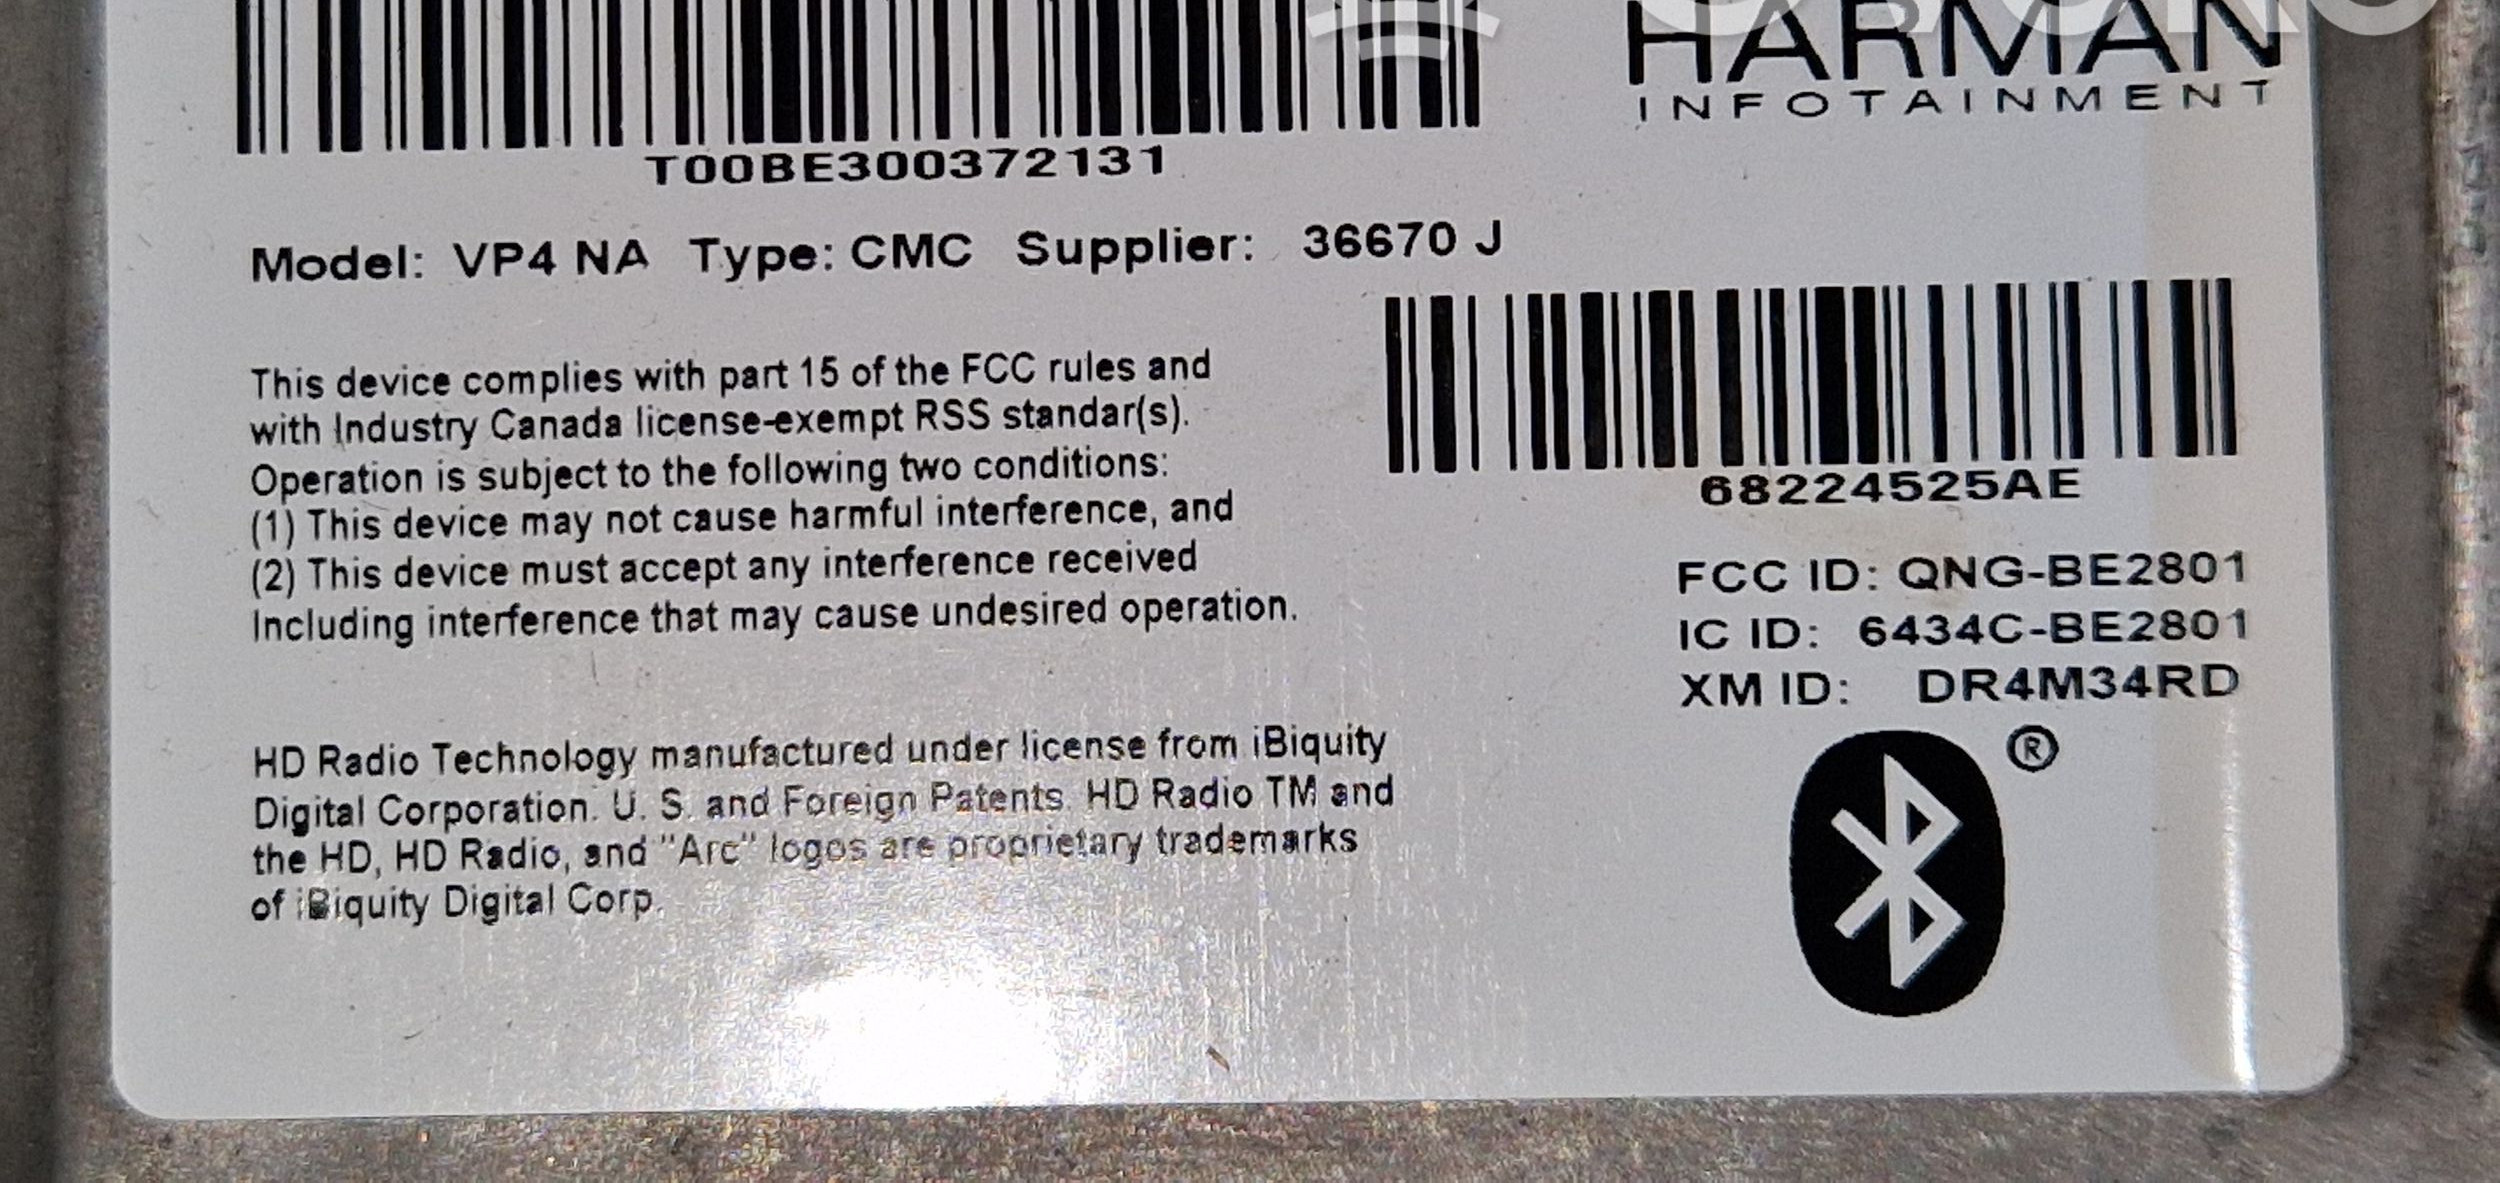 HARMAN
INFOTAINMENT
T00BE300372131
Model: VP4 NA Type: CMC Supplier: 36670 J
68224525AE
This device complies with part 15 of the FCC rules and
with Industry Canada license-exempt RSS standar(s).
Operation is subject to the following two conditions:
(1) This device may not cause harmful interference, and
(2) This device must accept any interference received
Including interference that may cause undesired operation.
FCC ID: QNG-BE2801
IC ID: 6434C-BE2801
XM ID: DR4M34RD
®
HD Radio Technology manufactured under license from iBiquity
Digital Corporation. U. S. and Foreign Patents. HD Radio TM and
the HD, HD Radio, and "Arc" logos are proprietary trademarks
of iBiquity Digital Corp.